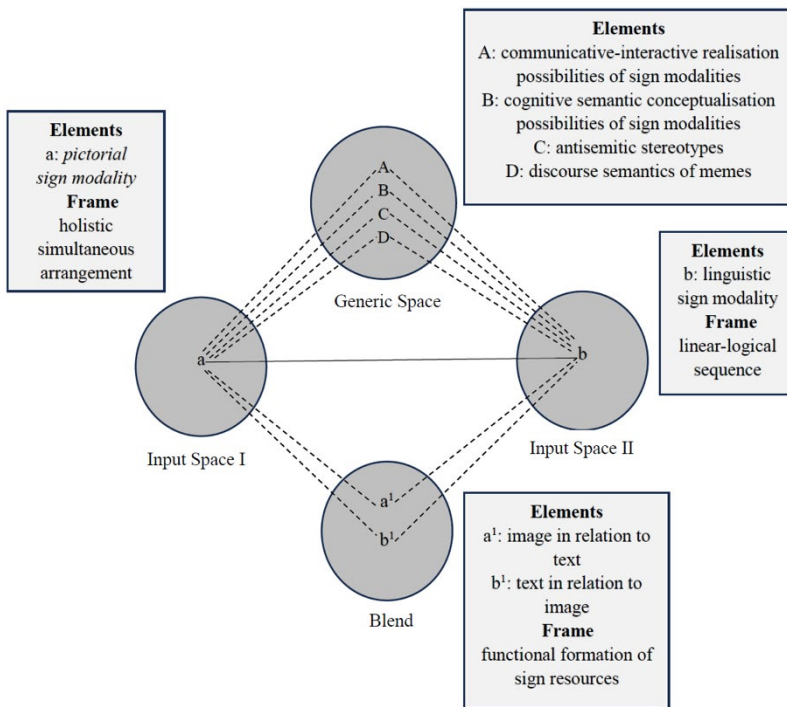 Elements
A: communicative-interactive realisation
possibilities of sign modalities
B: cognitive semantic conceptualisation
possibilities of sign modalities
C: antisemitic stereotypes
D: discourse semantics of memes
Elements
a: pictorial
sign modality
Frame
holistic
simultaneous
arrangement
A
B
C
D
Generic Space
Elements
b: linguistic
sign modality
Frame
linear-logical
sequence
a
b
Input Space I
Input Space II
a¹
b¹
Blend
Elements
a¹: image in relation to
text
b¹: text in relation to
image
Frame
functional formation of
sign resources